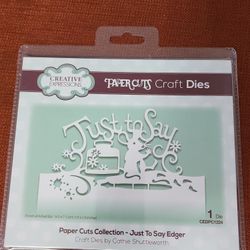 CREATIVE
EXPRESSIONS
PAPER CUTS Craft Dies
Just to Say
1 Die
CEDPC1224
Paper Cuts Collection - Just To Say Edger
Craft Dies by Cathie Shuttleworth